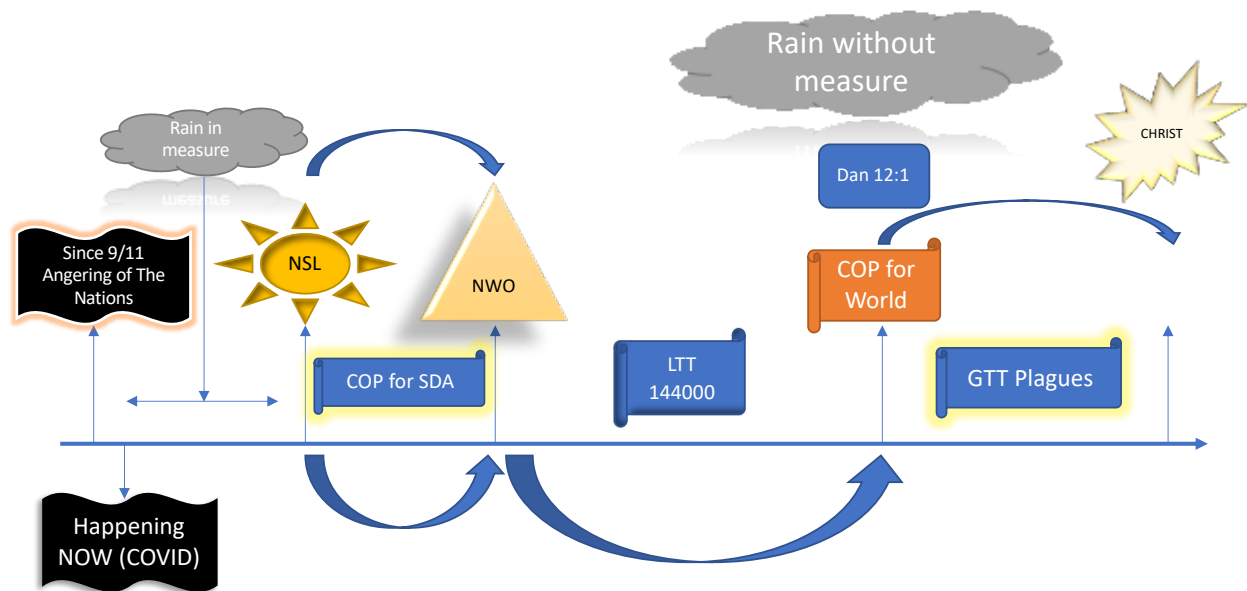 Rain without
measure
CHRIST
Rain in
measure
Dan 12:1
Since 9/11
Angering of The
Nations
NSL
NWO
COP for
World
COP for SDA
LTT
144000
GTT Plagues
Happening
NOW (COVID)